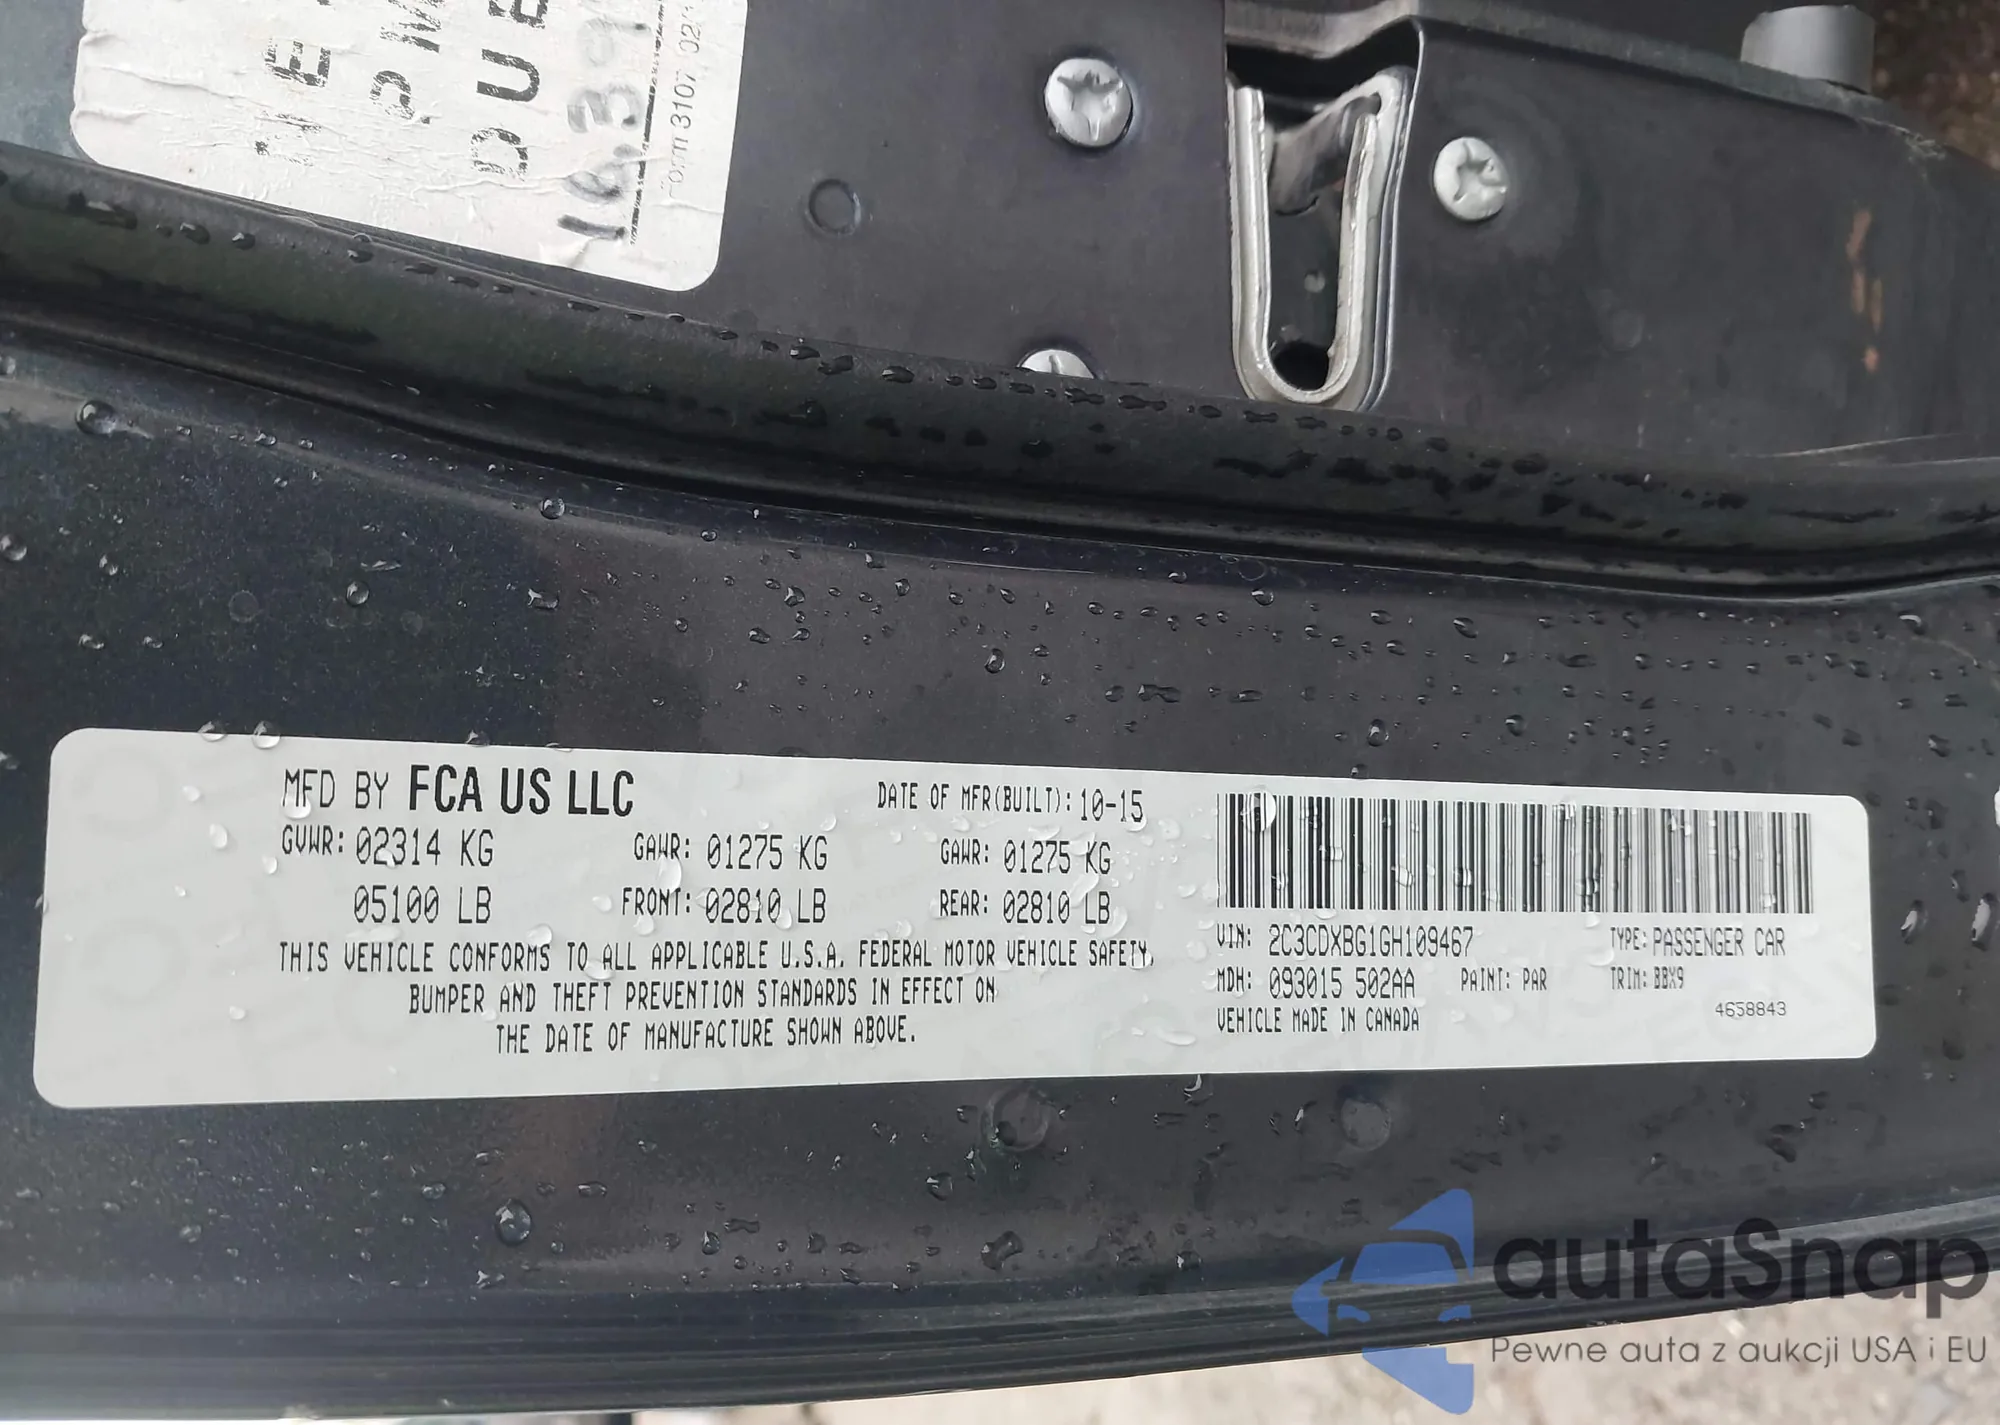 DUE
16,39
Form 3107 02
MFD BY FCA US LLC
DATE OF MFR(BUILT): 10-15
GVWR: 02314 KG
GAWR: 01275 KG
GAWR: 01275 KG
05100 LB
FRONT: 02810 LB
REAR: 02810 LB
THIS VEHICLE CONFORMS TO ALL APPLICABLE U.S.A. FEDERAL MOTOR VEHICLE SAFETY,
BUMPER AND THEFT PREVENTION STANDARDS IN EFFECT ON
THE DATE OF MANUFACTURE SHOWN ABOVE.
VIN: 2C3CDXBG1GH109467
TYPE: PASSENGER CAR
MDH: 093015 502AA
PAINT: PAR
TRIM: BBX9
VEHICLE MADE IN CANADA
4658843
autaSnap
Pewne auta z aukcji USA i EU